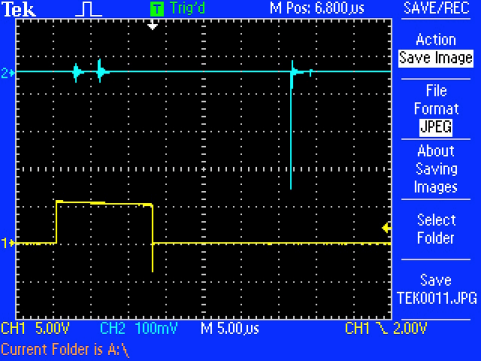 Tek T Trig'd M Pos: 6.800µs SAVE/REC
Action
Save Image
File
Format
JPEG
About
Saving
Images
Select
Folder
Save
TEK0011.JPG
2
1
CH1 5.00V CH2 100mV M 5.00µs CH1 2.00V
Current Folder is A:\